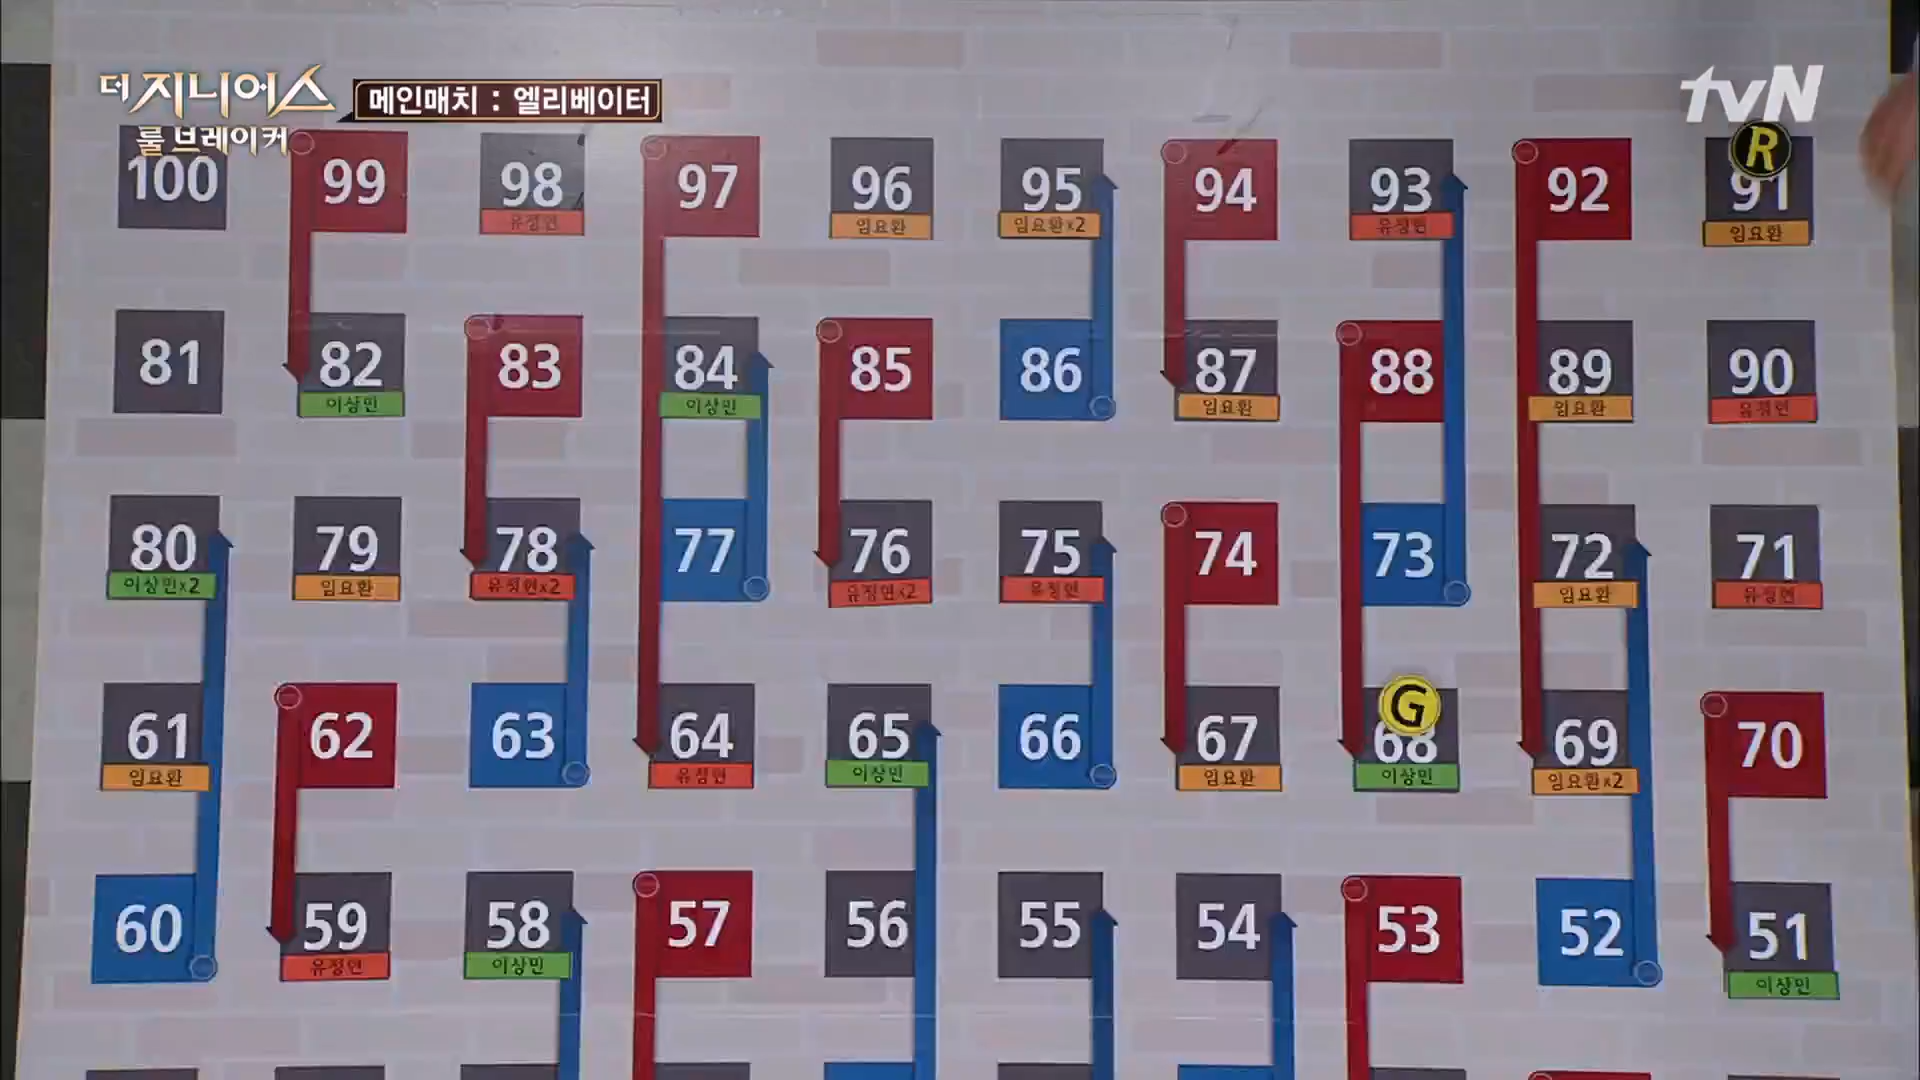 더 지니어스
룰 브레이커
메인매치 : 엘리베이터
tvN
R
100 99 98 97 96 95 94 93 92 91
유정현 임요환 임요환x2 유정현 임요환
81 82 83 84 85 86 87 88 89 90
이상민 이상민 임요환 임요환 유정현
80 79 78 77 76 75 74 73 72 71
이상민x2 임요환 유정현x2 유정현x2 유정현 임요환 유정현
G
61 62 63 64 65 66 67 68 69 70
임요환 유정현 이상민 임요환 이상민 임요환x2
60 59 58 57 56 55 54 53 52 51
유정현 이상민 이상민